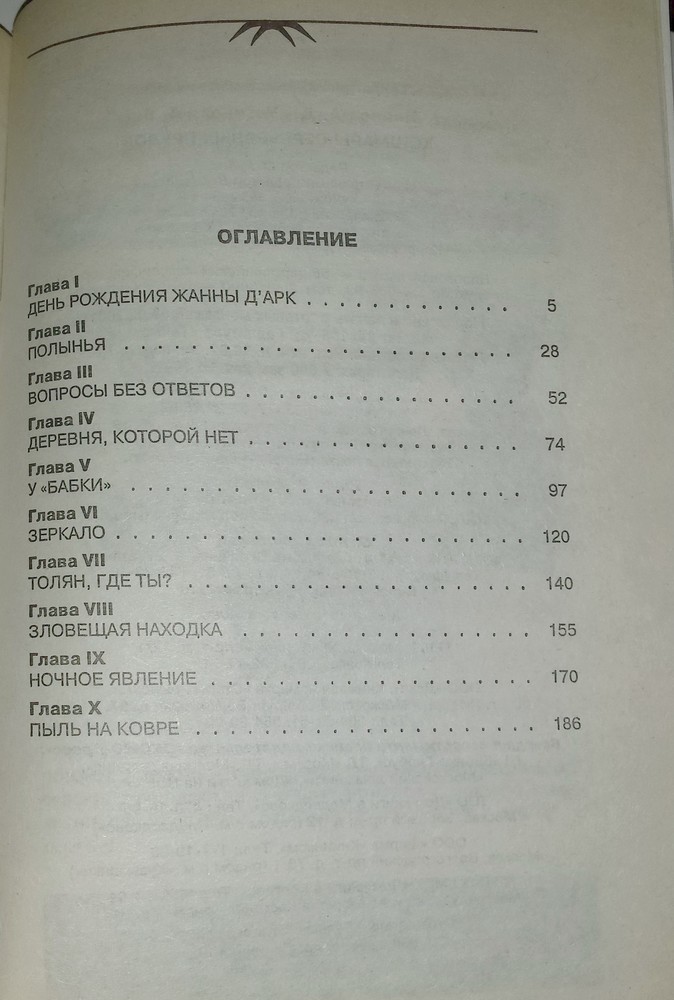 ОГЛАВЛЕНИЕ
Глава I
ДЕНЬ РОЖДЕНИЯ ЖАННЫ Д'АРК . . . . . . . . . . . . . 5
Глава II
ПОЛЫНЬЯ . . . . . . . . . . . . . . . . . . . . . . . . 28
Глава III
ВОПРОСЫ БЕЗ ОТВЕТОВ . . . . . . . . . . . . . . . . . 52
Глава IV
ДЕРЕВНЯ, КОТОРОЙ НЕТ . . . . . . . . . . . . . . . . . 74
Глава V
У «БАБКИ» . . . . . . . . . . . . . . . . . . . . . . . . 97
Глава VI
ЗЕРКАЛО . . . . . . . . . . . . . . . . . . . . . . . . . 120
Глава VII
ТОЛЯН, ГДЕ ТЫ? . . . . . . . . . . . . . . . . . . . . . 140
Глава VIII
ЗЛОВЕЩАЯ НАХОДКА . . . . . . . . . . . . . . . . . . 155
Глава IX
НОЧНОЕ ЯВЛЕНИЕ . . . . . . . . . . . . . . . . . . . . 170
Глава X
ПЫЛЬ НА КОВРЕ . . . . . . . . . . . . . . . . . . . . . 186